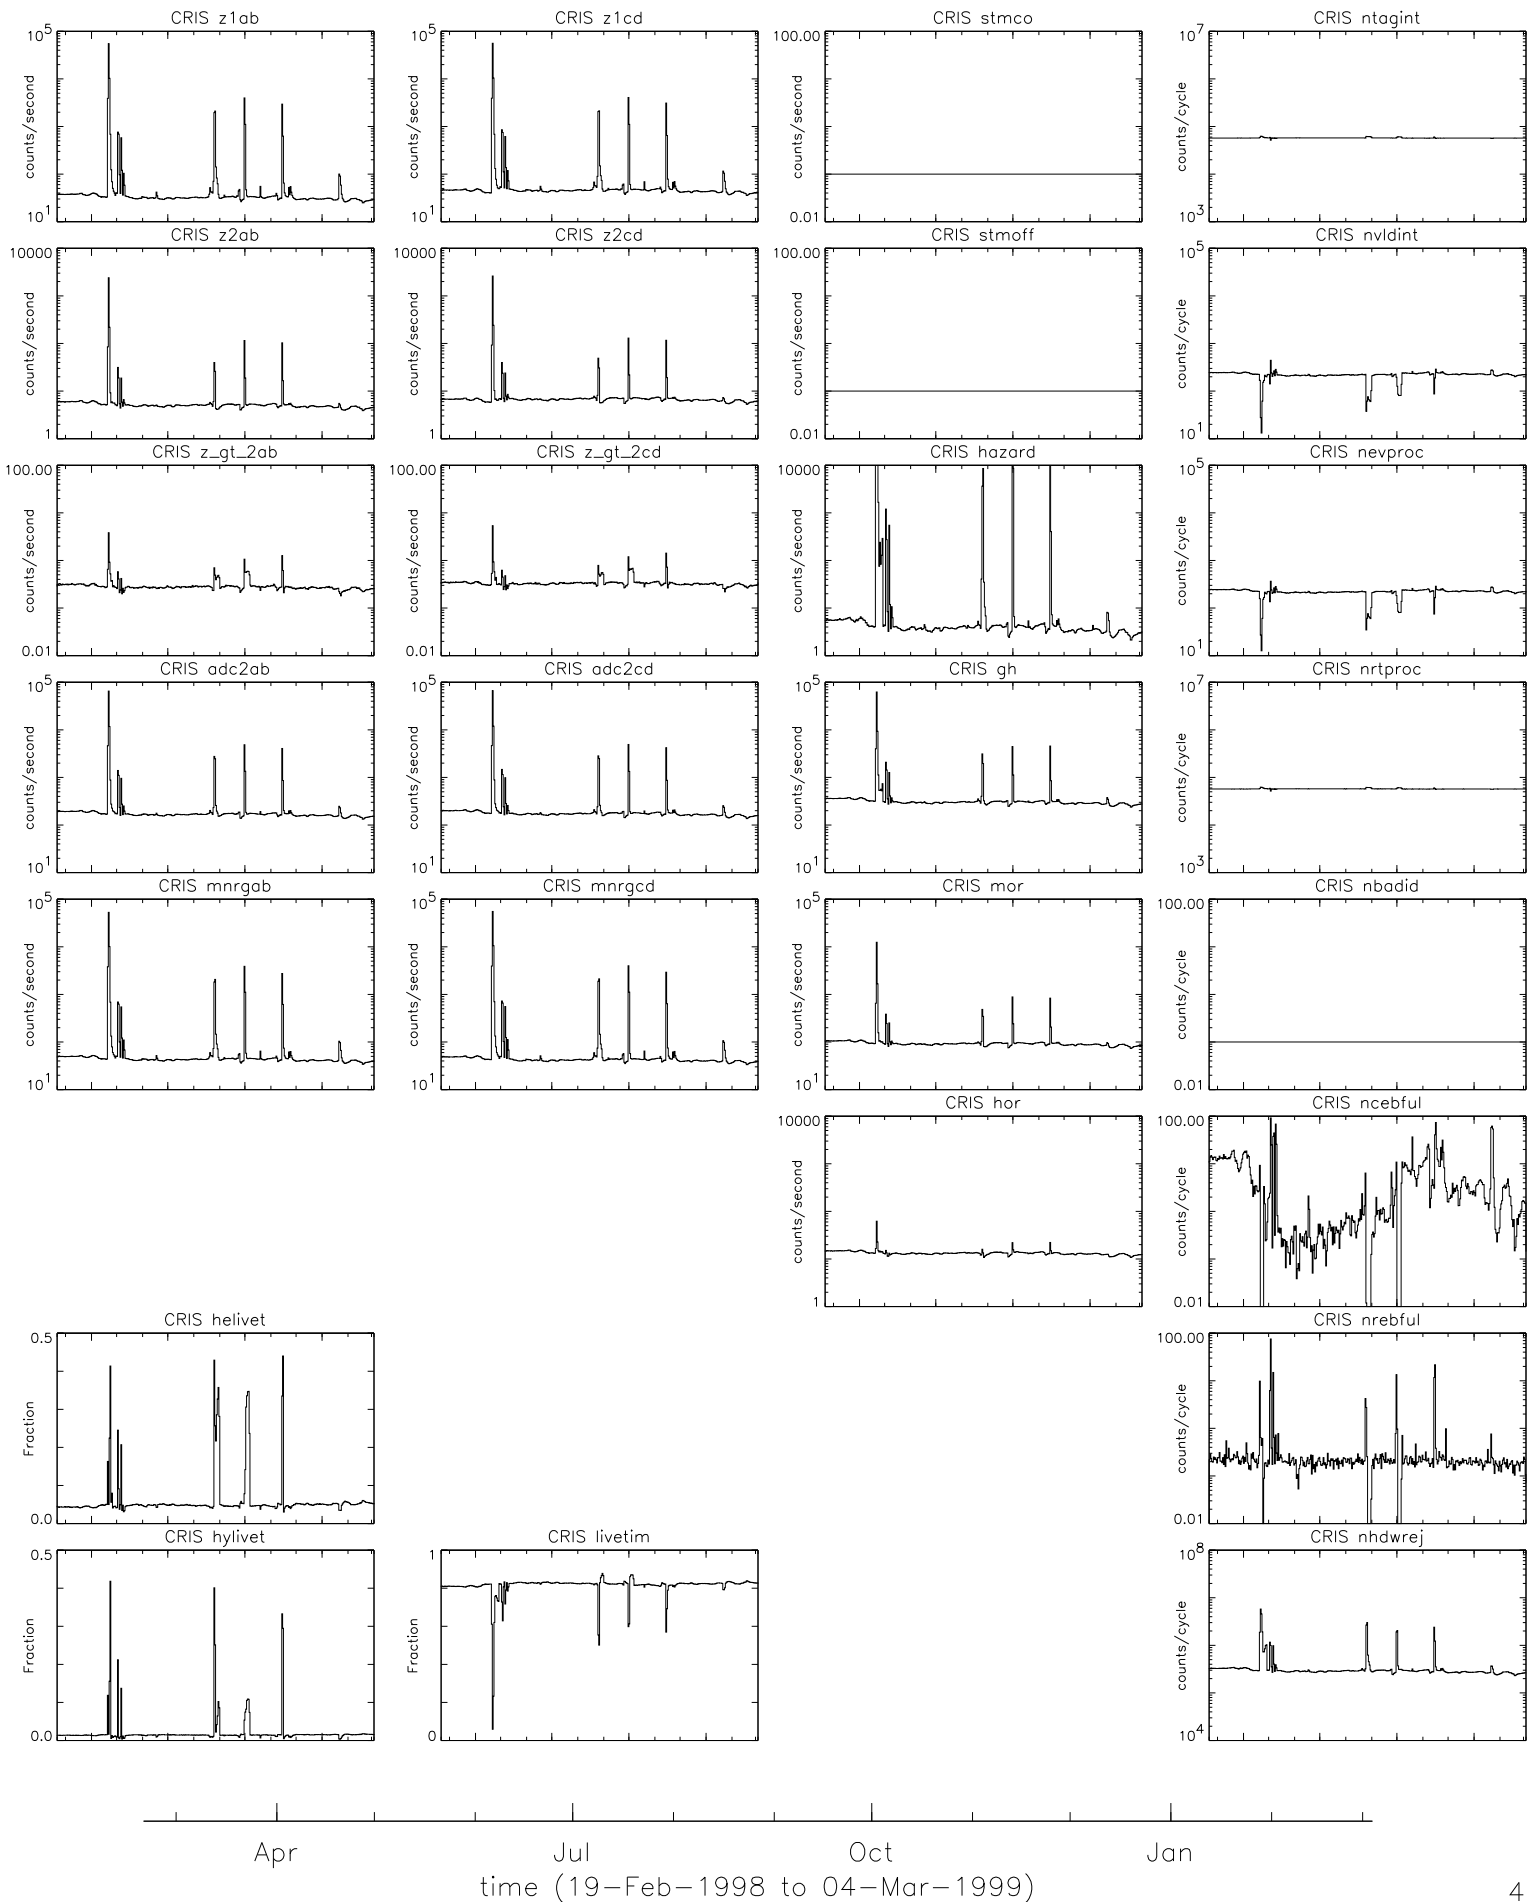 CRIS z1ab
10^5
counts/second
10^1
CRIS z1cd
10^5
counts/second
10^1
CRIS stmco
100.00
counts/second
0.01
CRIS ntagint
10^7
counts/cycle
10^3
CRIS z2ab
10000
counts/second
1
CRIS z2cd
10000
counts/second
1
CRIS stmoff
100.00
counts/second
0.01
CRIS nvldint
10^5
counts/cycle
10^1
CRIS z_gt_2ab
100.00
counts/second
0.01
CRIS z_gt_2cd
100.00
counts/second
0.01
CRIS hazard
10000
counts/second
1
CRIS nevproc
10^5
counts/cycle
10^1
CRIS adc2ab
10^5
counts/second
10^1
CRIS adc2cd
10^5
counts/second
10^1
CRIS gh
10^5
counts/second
10^1
CRIS nrtproc
10^7
counts/cycle
10^3
CRIS mnrgab
10^5
counts/second
10^1
CRIS mnrgcd
10^5
counts/second
10^1
CRIS mor
10^5
counts/second
10^1
CRIS nbadid
100.00
counts/cycle
0.01
CRIS hor
10000
counts/second
1
CRIS ncebful
100.00
counts/cycle
0.01
CRIS helivet
0.5
Fraction
0.0
CRIS nrebful
100.00
counts/cycle
0.01
CRIS hylivet
0.5
Fraction
0.0
CRIS livetim
1
Fraction
0
CRIS nhdwrej
10^8
counts/cycle
10^4
Apr Jul Oct Jan
time (19-Feb-1998 to 04-Mar-1999)
4